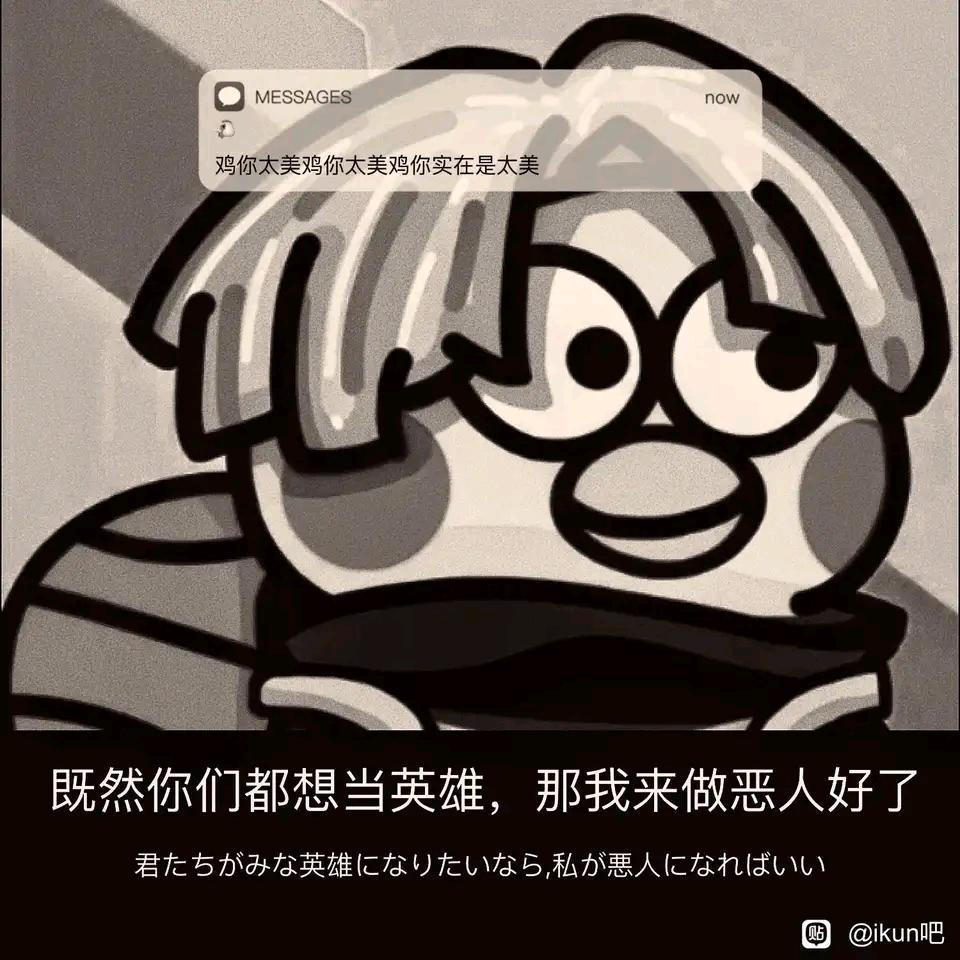 MESSAGES now
鸡你太美鸡你太美鸡你实在是太美
既然你们都想当英雄，那我来做恶人好了
君たちがみな英雄になりたいなら,私が悪人になればいい
贴 @ikun吧